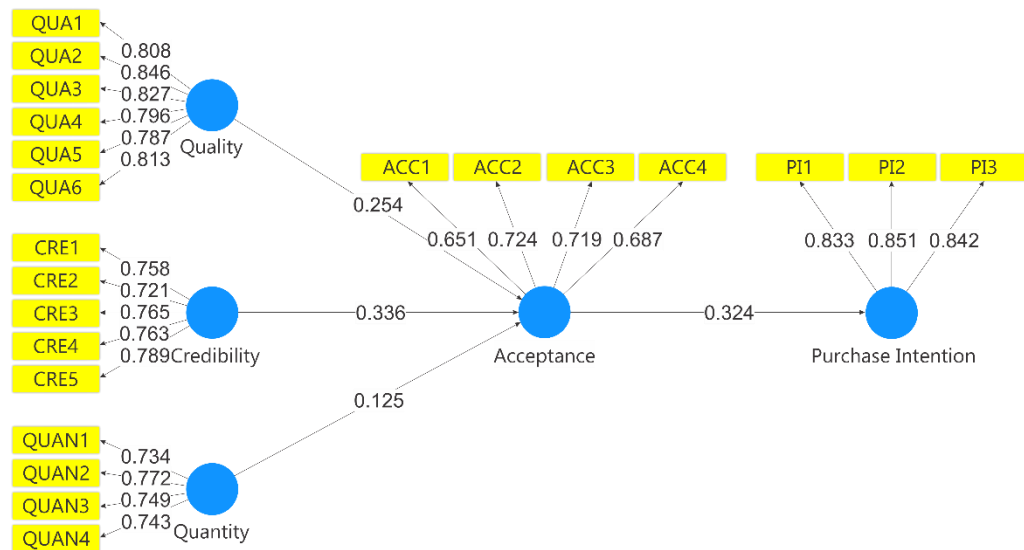 QUA1
0.808
QUA2
0.846
QUA3
0.827
QUA4
0.796
QUA5
0.787
QUA6
0.813
Quality
0.254
CRE1
0.758
CRE2
0.721
CRE3
0.765
CRE4
0.763
CRE5
0.789
Credibility
0.336
QUAN1
0.734
QUAN2
0.772
QUAN3
0.749
QUAN4
0.743
Quantity
0.125
ACC1 ACC2 ACC3 ACC4
0.651 0.724 0.719 0.687
Acceptance
0.324
PI1 PI2 PI3
0.833 0.851 0.842
Purchase Intention